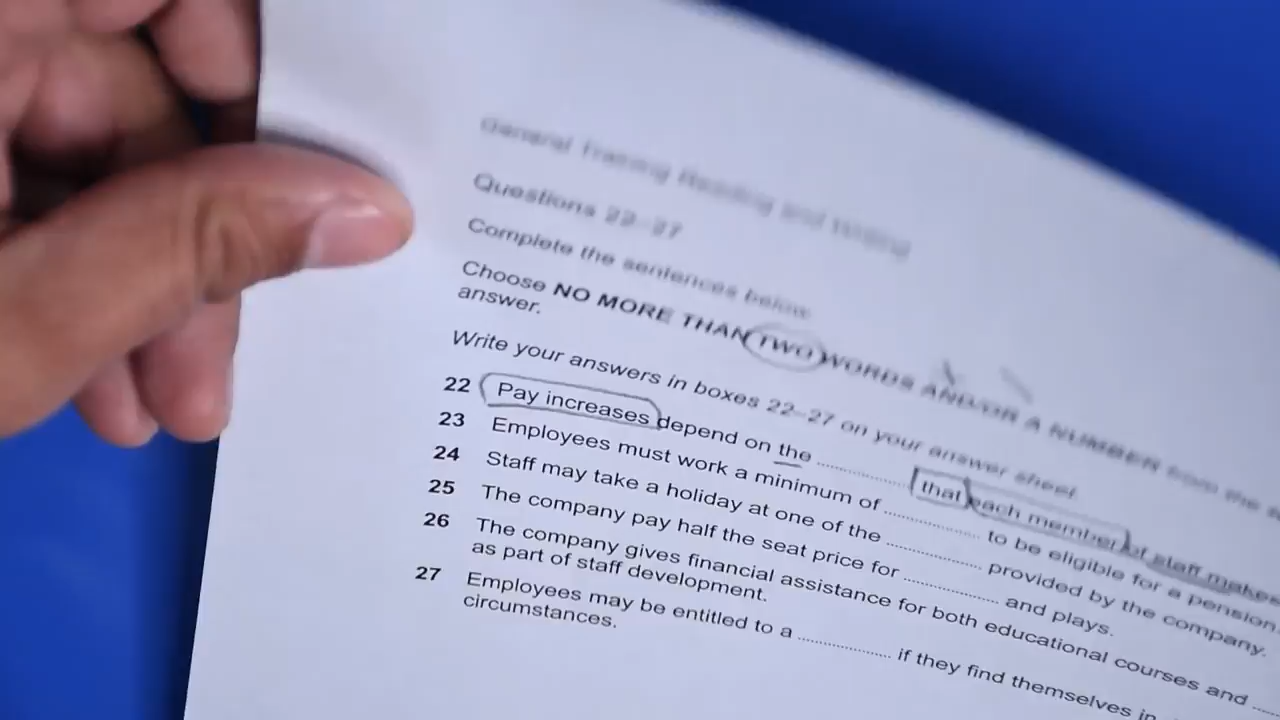 General Training Reading and Writing
Questions 22–27
Complete the sentences below.
Choose NO MORE THAN TWO WORDS AND/OR A NUMBER from the
answer.
Write your answers in boxes 22–27 on your answer sheet.
22 Pay increases depend on the .................... that each member of staff makes
23 Employees must work a minimum of .................... to be eligible for a pension.
24 Staff may take a holiday at one of the .................... provided by the company.
25 The company pay half the seat price for .................... and plays.
26 The company gives financial assistance for both educational courses and ....
as part of staff development.
27 Employees may be entitled to a .................... if they find themselves in
circumstances.